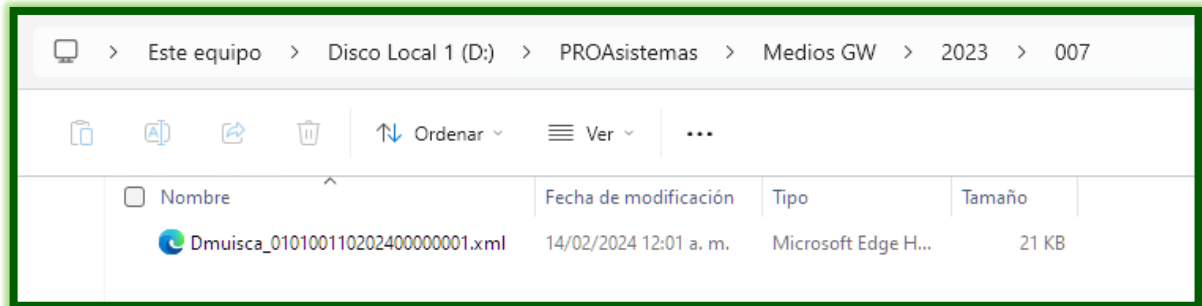 Este equipo > Disco Local 1 (D:) > PROAsistemas > Medios GW > 2023 > 007
Ordenar Ver ...
Nombre Fecha de modificación Tipo Tamaño
Dmuisca_010100110202400000001.xml 14/02/2024 12:01 a. m. Microsoft Edge H... 21 KB